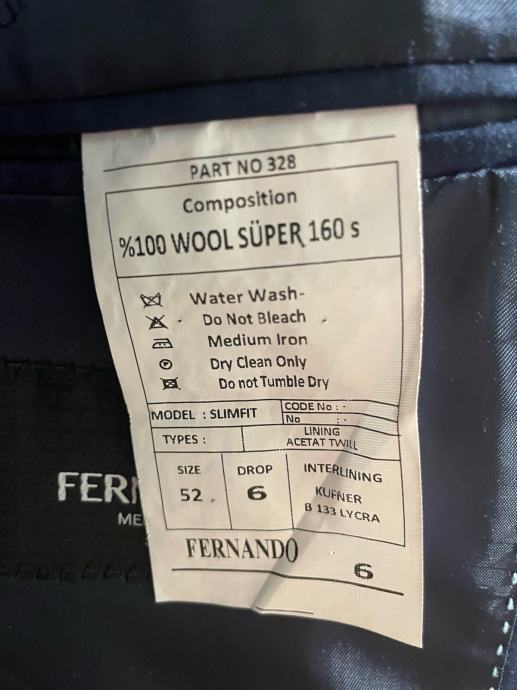 PART NO 328
Composition
%100 WOOL SÜPER 160 s
Water Wash-
Do Not Bleach
Medium Iron
Dry Clean Only
Do not Tumble Dry
MODEL : SLIMFIT
CODE No : -
No : -
TYPES :
LINING
ACETAT TWILL
SIZE
52 .
DROP
6
INTERLINING
KUFNER
B 133 LYCRA
FERNANDO
6
FER
ME